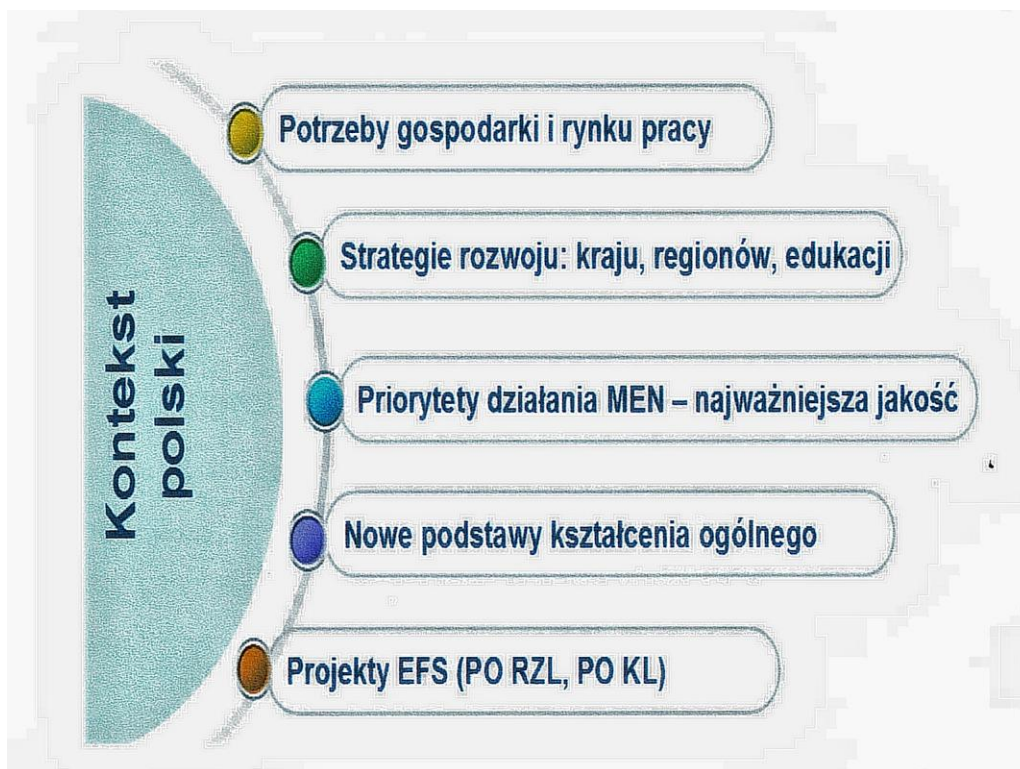 Kontekst
polski
Potrzeby gospodarki i rynku pracy
Strategie rozwoju: kraju, regionów, edukacji
Priorytety działania MEN – najważniejsza jakość
Nowe podstawy kształcenia ogólnego
Projekty EFS (PO RZL, PO KL)